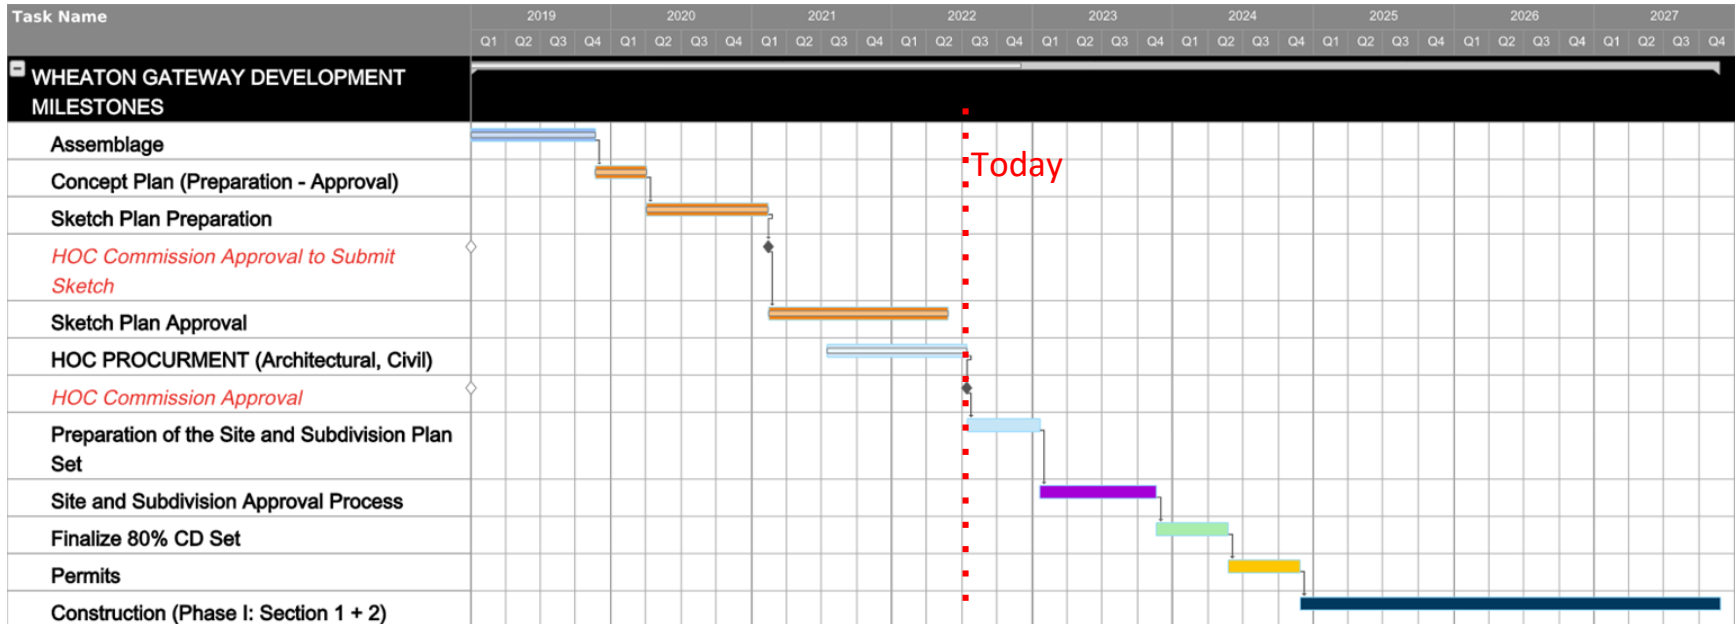 Task Name
2019 2020 2021 2022 2023 2024 2025 2026 2027
Q1 Q2 Q3 Q4 Q1 Q2 Q3 Q4 Q1 Q2 Q3 Q4 Q1 Q2 Q3 Q4 Q1 Q2 Q3 Q4 Q1 Q2 Q3 Q4 Q1 Q2 Q3 Q4 Q1 Q2 Q3 Q4 Q1 Q2 Q3 Q4
WHEATON GATEWAY DEVELOPMENT
MILESTONES
Assemblage
Today
Concept Plan (Preparation - Approval)
Sketch Plan Preparation
HOC Commission Approval to Submit
Sketch
Sketch Plan Approval
HOC PROCURMENT (Architectural, Civil)
HOC Commission Approval
Preparation of the Site and Subdivision Plan
Set
Site and Subdivision Approval Process
Finalize 80% CD Set
Permits
Construction (Phase I: Section 1 + 2)